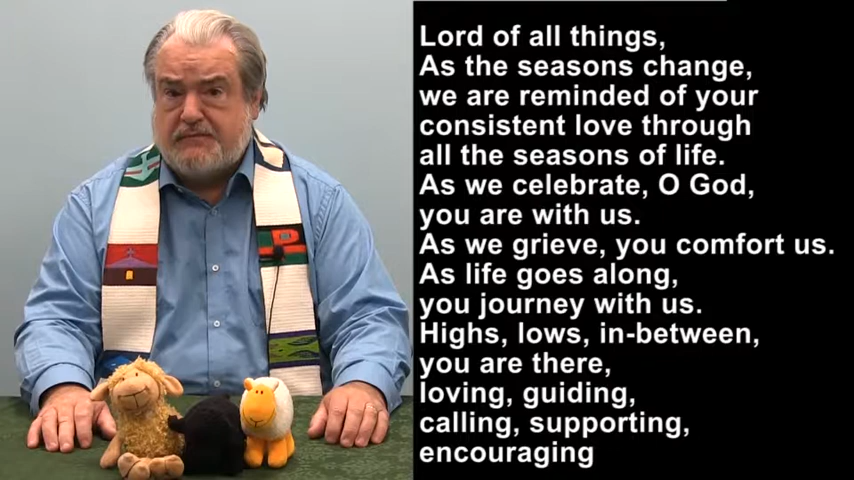 Lord of all things,
As the seasons change,
we are reminded of your
consistent love through
all the seasons of life.
As we celebrate, O God,
you are with us.
As we grieve, you comfort us.
As life goes along,
you journey with us.
Highs, lows, in-between,
you are there,
loving, guiding,
calling, supporting,
encouraging